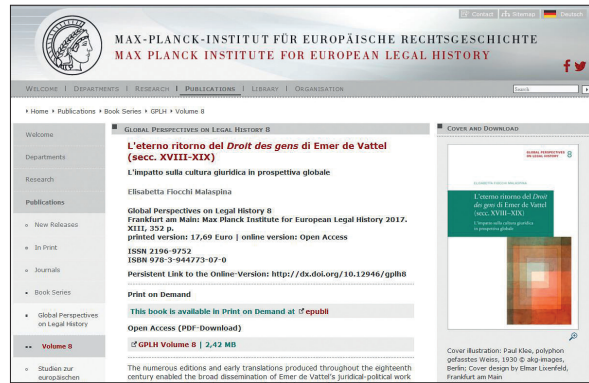 Contact | Sitemap | Deutsch
MAX-PLANCK-INSTITUT FÜR EUROPÄISCHE RECHTSGESCHICHTE
MAX PLANCK INSTITUTE FOR EUROPEAN LEGAL HISTORY
WELCOME | DEPARTMENTS | RESEARCH | PUBLICATIONS | LIBRARY | ORGANISATION
Search
Home Publications Book Series GPLH Volume 8
Welcome
Departments
Research
Publications
New Releases
In Print
Journals
Book Series
Global Perspectives
on Legal History
Volume 8
Studien zur
europäischen
GLOBAL PERSPECTIVES ON LEGAL HISTORY 8
L'eterno ritorno del Droit des gens di Emer de Vattel
(secc. XVIII-XIX)
L'impatto sulla cultura giuridica in prospettiva globale
Elisabetta Fiocchi Malaspina
Global Perspectives on Legal History 8
Frankfurt am Main: Max Planck Institute for European Legal History 2017.
XIII, 352 p.
printed version: 17,69 Euro | online version: Open Access
ISSN 2196-9752
ISBN 978-3-944773-07-0
Persistent Link to the Online-Version: http://dx.doi.org/10.12946/gplh8
Print on Demand
This book is available in Print on Demand at epubli
Open Access (PDF-Download)
GPLH Volume 8 | 2,42 MB
The numerous editions and early translations produced throughout the eighteenth
century enabled the broad dissemination of Emer de Vattel's juridical-political work
COVER AND DOWNLOAD
GLOBAL PERSPECTIVES
ON LEGAL HISTORY 8
ELISABETTA FIOCCHI MALASPINA
L'eterno ritorno del Droit
des gens di Emer de Vattel
(secc. XVIII-XIX)
L'impatto sulla cultura giuridica
in prospettiva globale
Cover illustration: Paul Klee, polyphon
gefasstes Weiss, 1930 © akg-images,
Berlin; Cover design by Elmar Lixenfeld,
Frankfurt am Main